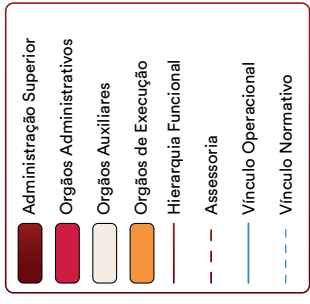 Administração Superior
Orgãos Administrativos
Orgãos Auxiliares
Orgãos de Execução
Hierarquia Funcional
Assessoria
Vínculo Operacional
Vínculo Normativo